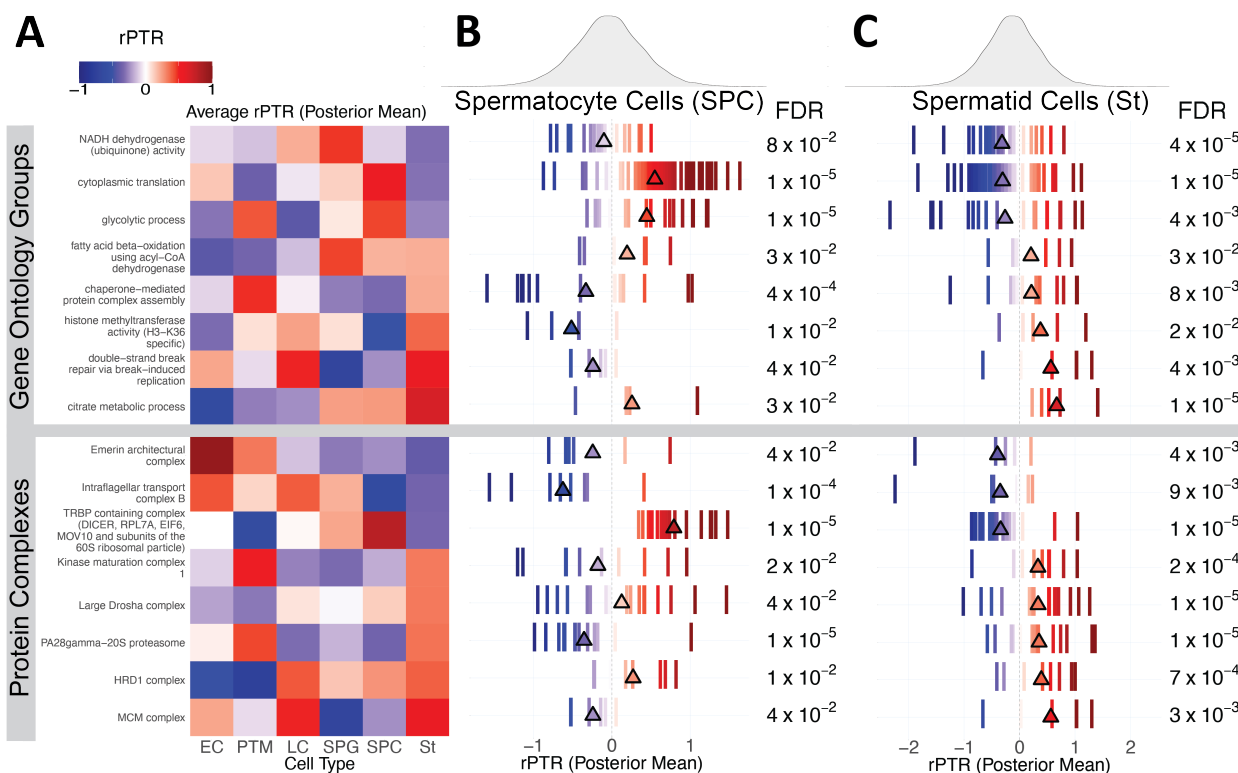 A
B
C
rPTR
−1
0
1
Average rPTR (Posterior Mean)
Spermatocyte Cells (SPC)
FDR
Spermatid Cells (St)
FDR
Gene Ontology Groups
NADH dehydrogenase
(ubiquinone) activity
8 x 10⁻²
4 x 10⁻⁵
cytoplasmic translation
1 x 10⁻⁵
1 x 10⁻⁵
glycolytic process
1 x 10⁻⁵
4 x 10⁻³
fatty acid beta−oxidation
using acyl−CoA
dehydrogenase
3 x 10⁻²
3 x 10⁻²
chaperone−mediated
protein complex assembly
4 x 10⁻⁴
8 x 10⁻³
histone methyltransferase
activity (H3−K36
specific)
1 x 10⁻²
2 x 10⁻²
double−strand break
repair via break−induced
replication
4 x 10⁻²
4 x 10⁻³
citrate metabolic process
3 x 10⁻²
1 x 10⁻⁵
Protein Complexes
Emerin architectural
complex
4 x 10⁻²
4 x 10⁻³
Intraflagellar transport
complex B
1 x 10⁻⁴
9 x 10⁻³
TRBP containing complex
(DICER, RPL7A, EIF6,
MOV10 and subunits of the
60S ribosomal particle)
1 x 10⁻⁵
1 x 10⁻⁵
Kinase maturation complex
1
2 x 10⁻⁴
2 x 10⁻⁴
Large Drosha complex
4 x 10⁻²
1 x 10⁻⁵
PA28gamma−20S proteasome
1 x 10⁻⁵
1 x 10⁻⁵
HRD1 complex
1 x 10⁻²
7 x 10⁻⁴
MCM complex
4 x 10⁻²
3 x 10⁻³
EC PTM LC SPG SPC St
Cell Type
−1 0 1
rPTR (Posterior Mean)
−2 −1 0 1 2
rPTR (Posterior Mean)